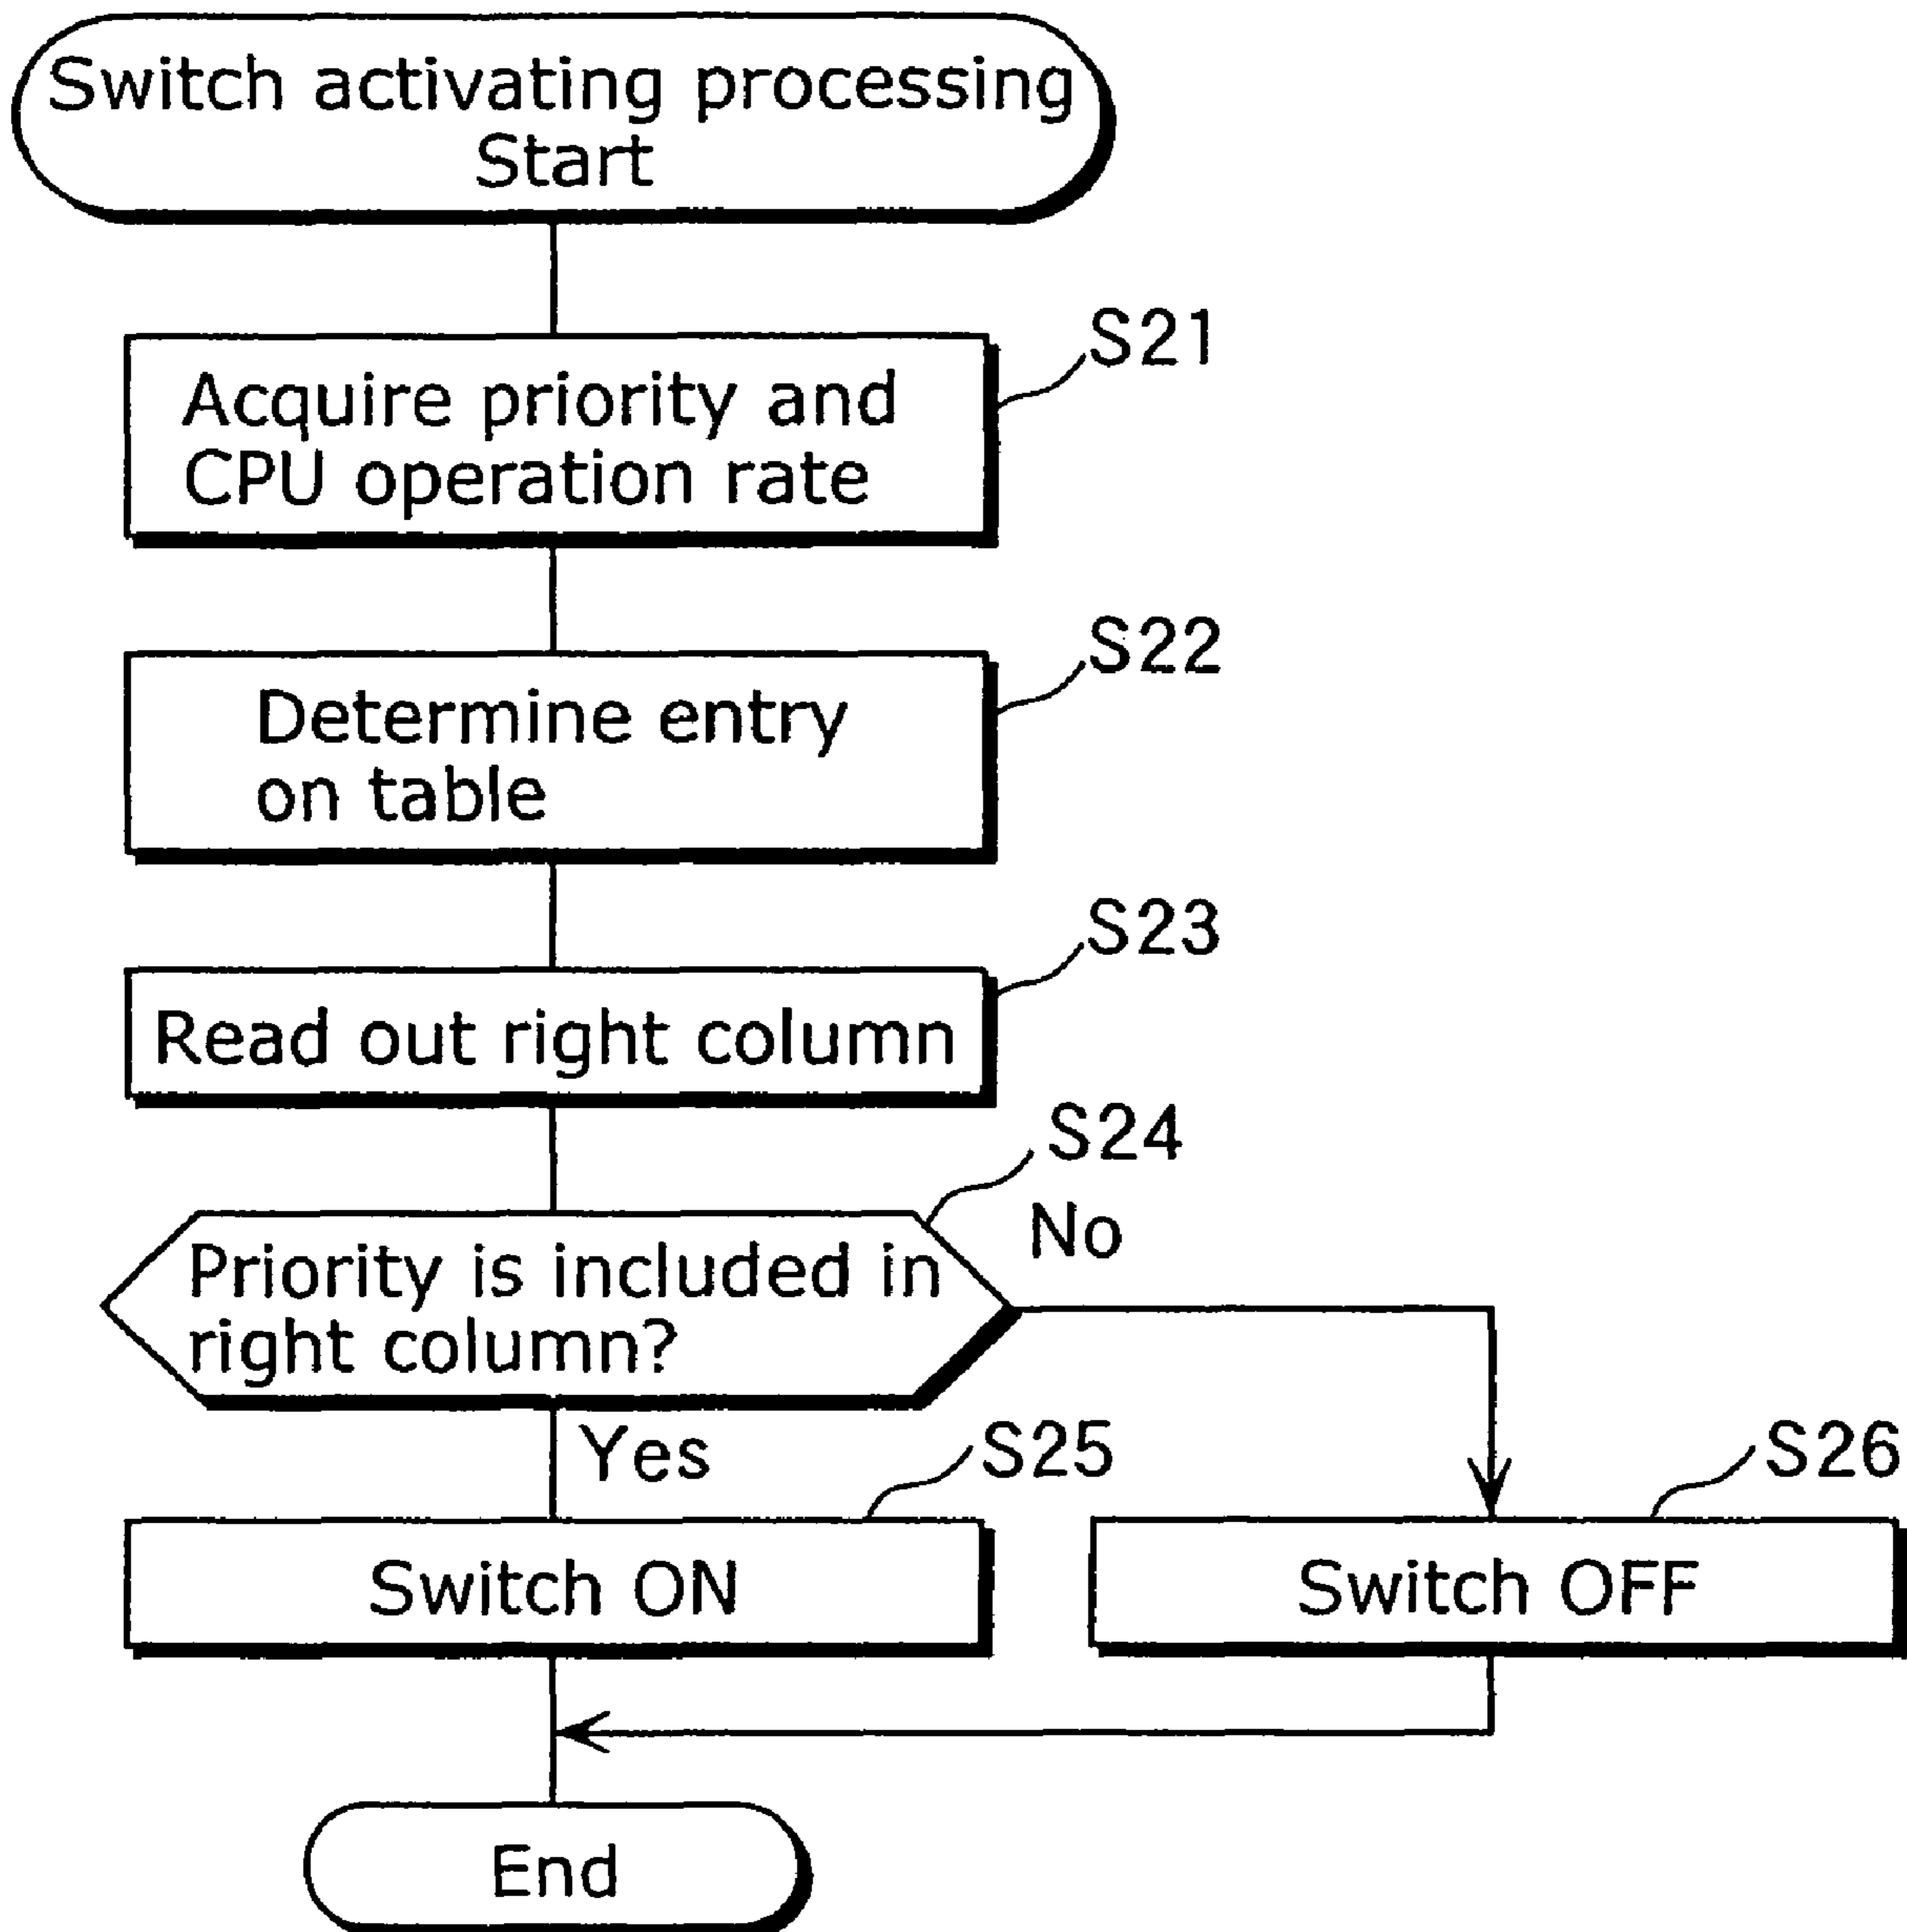 Switch activating processing
Start
S21
Acquire priority and
CPU operation rate
S22
Determine entry
on table
S23
Read out right column
S24
No
Priority is included in
right column?
Yes
S25
S26
Switch ON
Switch OFF
End